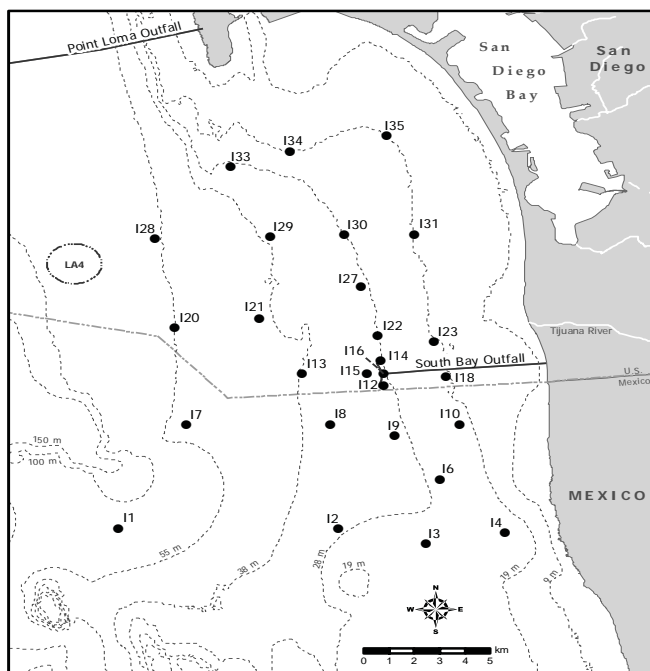 Point Loma Outfall
San
Diego
Bay
San
Diego
I35
I34
I33
I28
I29
I30
I31
LA4
I27
I20
I21
I22
I23
Tijuana River
I16
I14
I13
I15
South Bay Outfall
I18
I12
U.S.
Mexico
I7
I8
I9
I10
150 m
100 m
I6
MEXICO
I1
I2
I3
I4
55 m
38 m
28 m
19 m
19 m
9 m
N
W
E
S
km
0 1 2 3 4 5